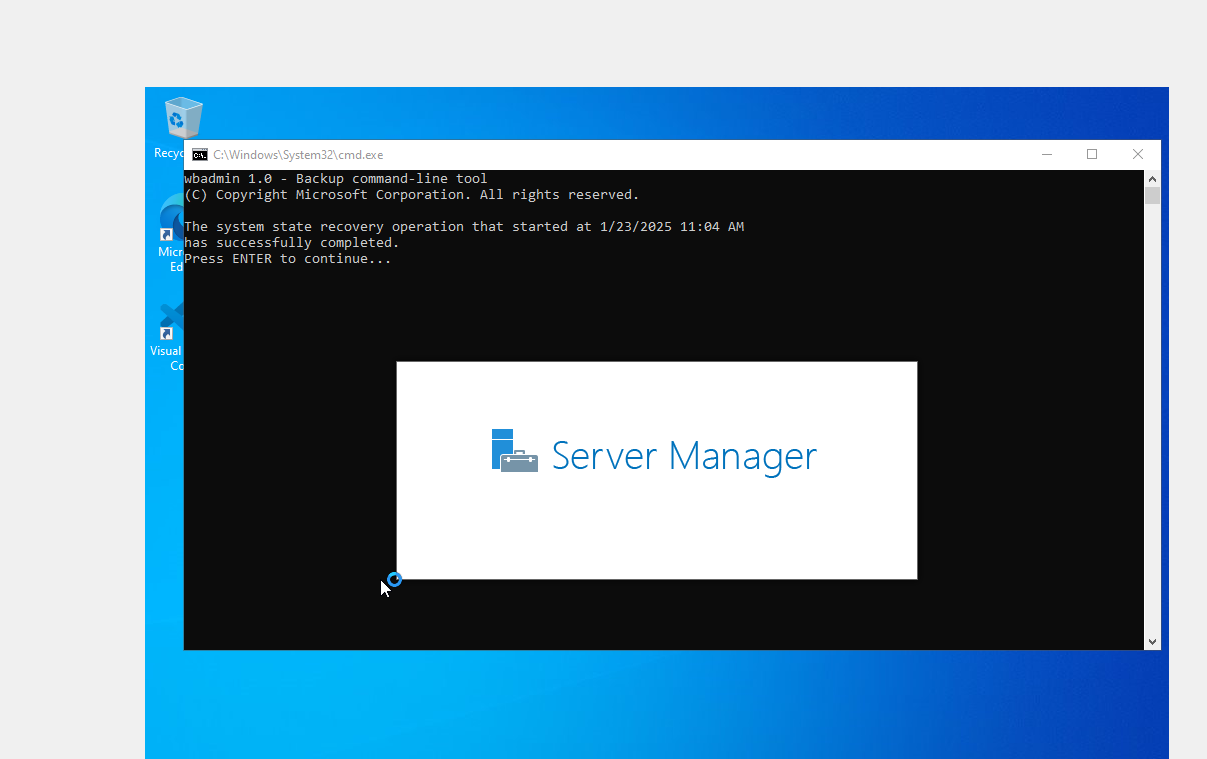 Recyc
C:\Windows\System32\cmd.exe
wbadmin 1.0 - Backup command-line tool
(C) Copyright Microsoft Corporation. All rights reserved.
The system state recovery operation that started at 1/23/2025 11:04 AM
has successfully completed.
Press ENTER to continue...
Micr
Ed
Visual
Co
Server Manager